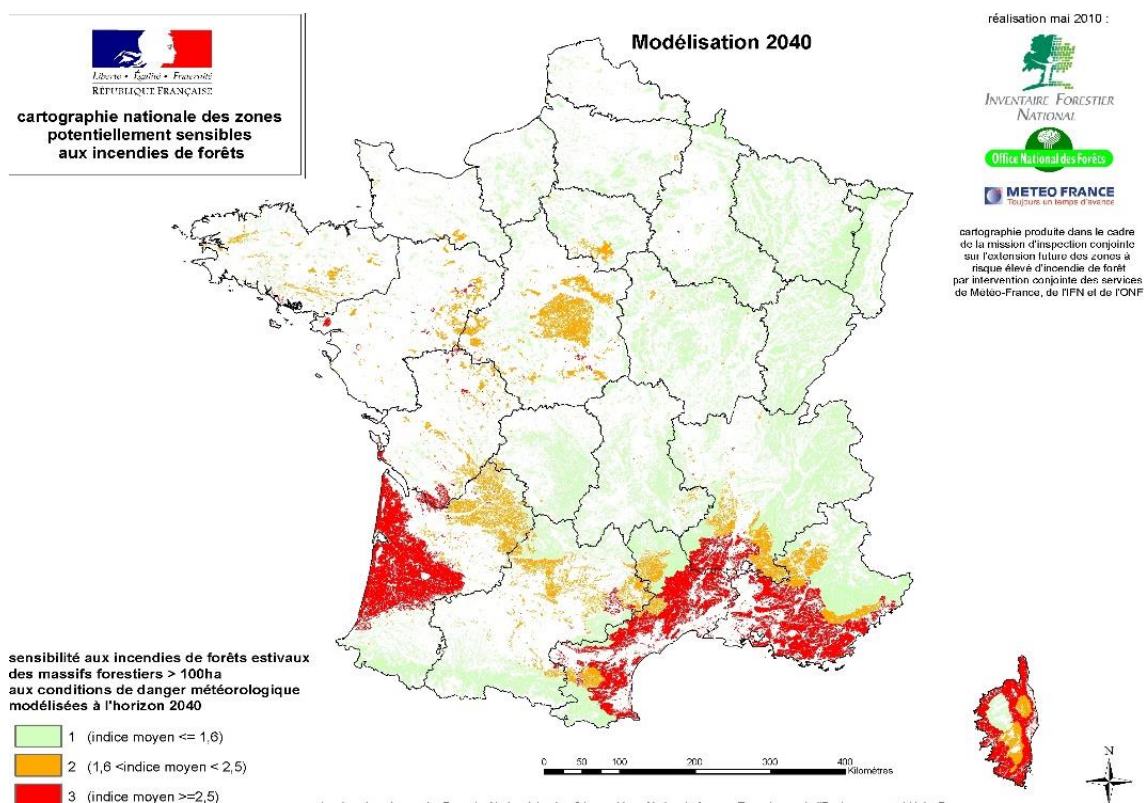 Liberté • Égalité • Fraternité
RÉPUBLIQUE FRANÇAISE
cartographie nationale des zones
potentiellement sensibles
aux incendies de forêts
Modélisation 2040
réalisation mai 2010 :
INVENTAIRE FORESTIER
NATIONAL
Office National des Forêts
METEO FRANCE
Toujours un temps d'avance
cartographie produite dans le cadre
de la mission d'inspection conjointe
sur l'extension future des zones à
risque élevé d'incendie de forêt
par intervention conjointe des services
de Météo-France, de l'IFN et de l'ONF
sensibilité aux incendies de forêts estivaux
des massifs forestiers > 100ha
aux conditions de danger météorologique
modélisées à l'horizon 2040
1 (indice moyen <= 1,6)
2 (1,6 <indice moyen < 2,5)
3 (indice moyen >=2,5)
0 50 100 200 300 400
Kilomètres
N